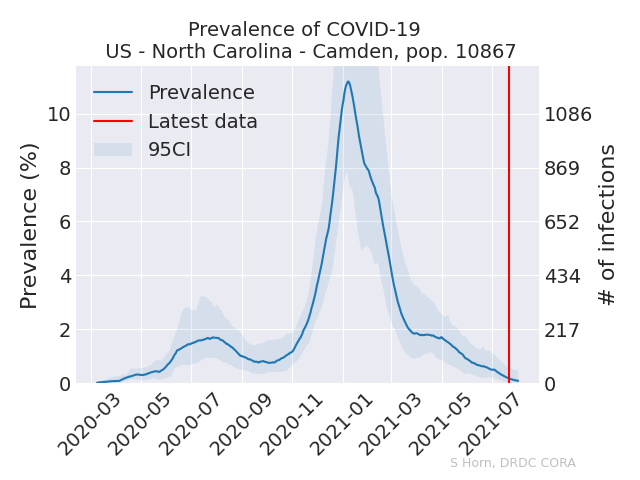 Prevalence of COVID-19
US - North Carolina - Camden, pop. 10867
Prevalence
Latest data
95CI
Prevalence (%)
10
8
6
4
2
0
1086
869
652
434
217
0
# of infections
2020-03
2020-05
2020-07
2020-09
2020-11
2021-01
2021-03
2021-05
2021-07
S Horn, DRDC CORA